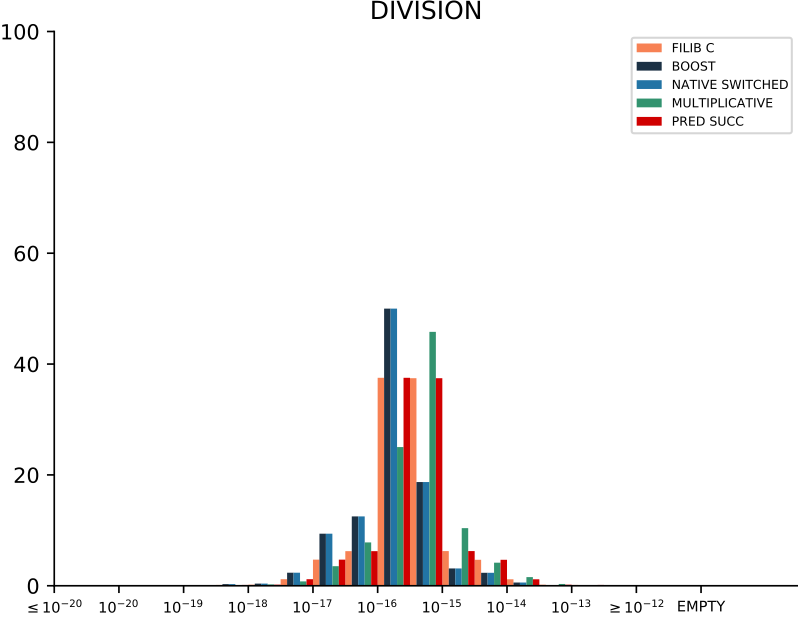 DIVISION
100
80
60
40
20
0
FILIB C
BOOST
NATIVE SWITCHED
MULTIPLICATIVE
PRED SUCC
≤10⁻²⁰ 10⁻²⁰ 10⁻¹⁹ 10⁻¹⁸ 10⁻¹⁷ 10⁻¹⁶ 10⁻¹⁵ 10⁻¹⁴ 10⁻¹³ ≥10⁻¹² EMPTY